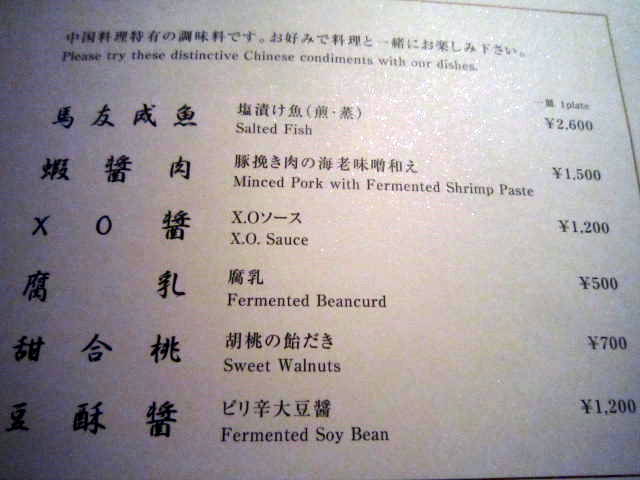 中国料理特有の調味料です。お好みで料理と一緒にお楽しみ下さい。
Please try these distinctive Chinese condiments with our dishes.
一皿 1plate
馬友咸魚 塩漬け魚(煎・蒸) ¥2,600
Salted Fish
蝦醬肉 豚挽き肉の海老味噌和え ¥1,500
Minced Pork with Fermented Shrimp Paste
XO醬 X.Oソース ¥1,200
X.O. Sauce
腐乳 腐乳 ¥500
Fermented Beancurd
甜合桃 胡桃の飴だき ¥700
Sweet Walnuts
豆酥醬 ピリ辛大豆醤 ¥1,200
Fermented Soy Bean